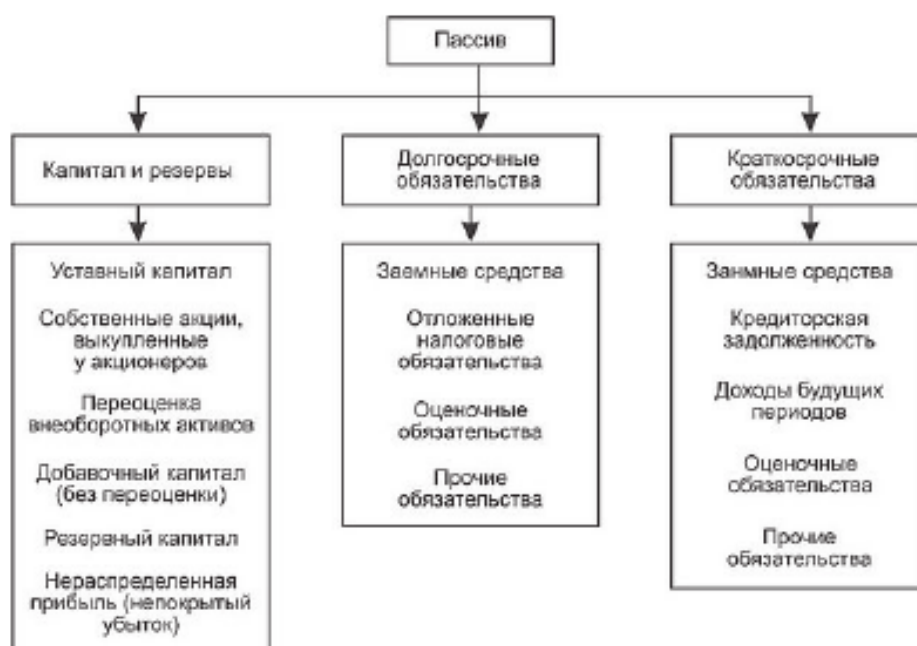 Пассив
Капитал и резервы
Долгосрочные
обязательства
Краткосрочные
обязательства
Уставный капитал
Собственные акции,
выкупленные
у акционеров
Переоценка
внеоборотных активов
Добавочный капитал
(без переоценки)
Резервный капитал
Нераспределенная
прибыль (непокрытый
убыток)
Заемные средства
Отложенные
налоговые
обязательства
Оценочные
обязательства
Прочие
обязательства
Занмные средства
Кредиторская
задолженность
Доходы будущих
периодов
Оценочные
обязательства
Прочие
обязательства